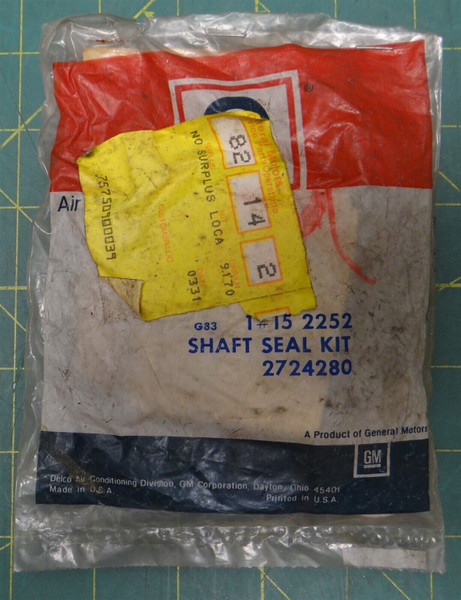 ®
Air
82
14
2
NO SURPLUS LOCA 9170
0331
75750900039
G83 1-#15 2252
SHAFT SEAL KIT
2724280
A Product of General Motors
GM
Delco Air Conditioning Division, GM Corporation, Dayton, Ohio 45401
Made in U.S.A.
Printed in U.S.A.